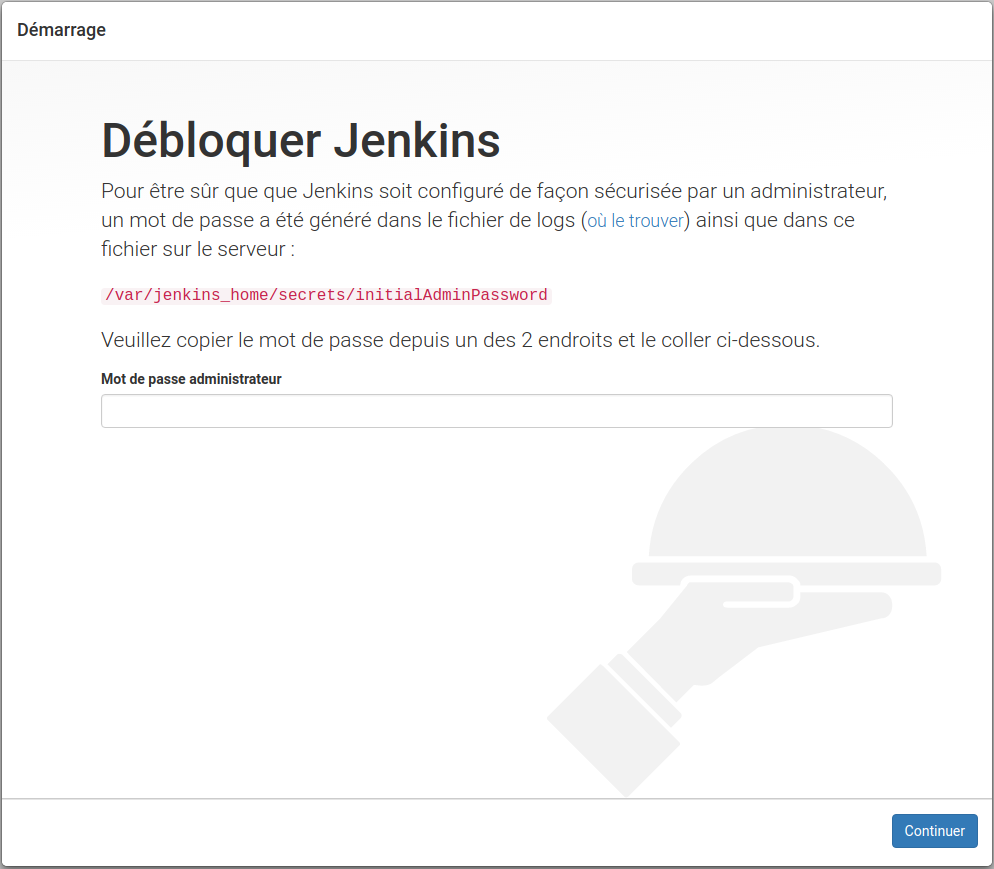 Démarrage
Débloquer Jenkins
Pour être sûr que que Jenkins soit configuré de façon sécurisée par un administrateur,
un mot de passe a été généré dans le fichier de logs (où le trouver) ainsi que dans ce
fichier sur le serveur :
/var/jenkins_home/secrets/initialAdminPassword
Veuillez copier le mot de passe depuis un des 2 endroits et le coller ci-dessous.
Mot de passe administrateur
Continuer